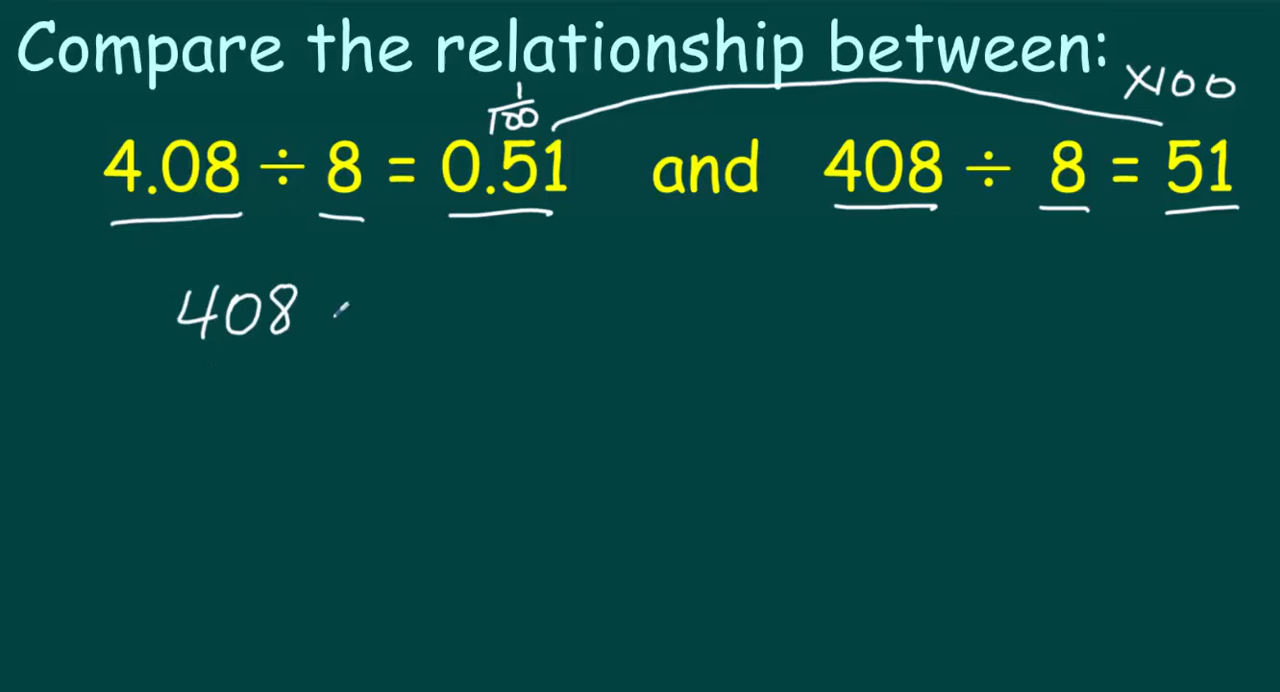 Compare the relationship between:
1/100 ×100
4.08 ÷ 8 = 0.51 and 408 ÷ 8 = 51
408